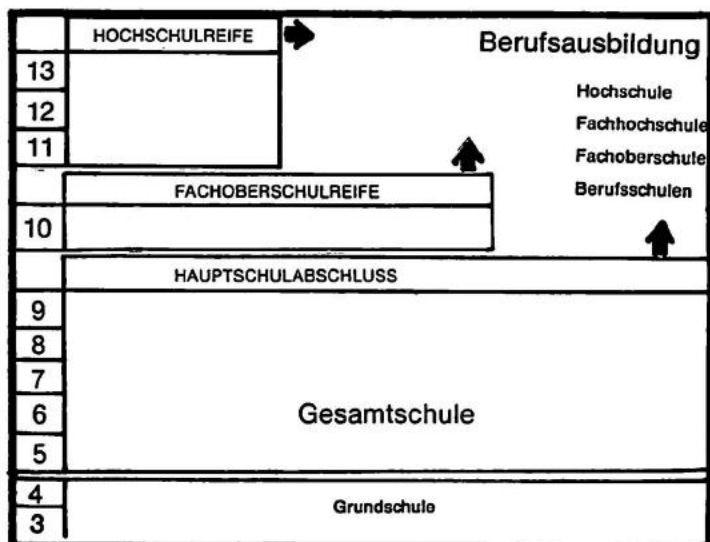 HOCHSCHULREIFE
Berufsausbildung
13
Hochschule
12
Fachhochschule
11
Fachoberschule
FACHOBERSCHULREIFE
Berufsschulen
10
HAUPTSCHULABSCHLUSS
9
8
7
6
Gesamtschule
5
4
Grundschule
3